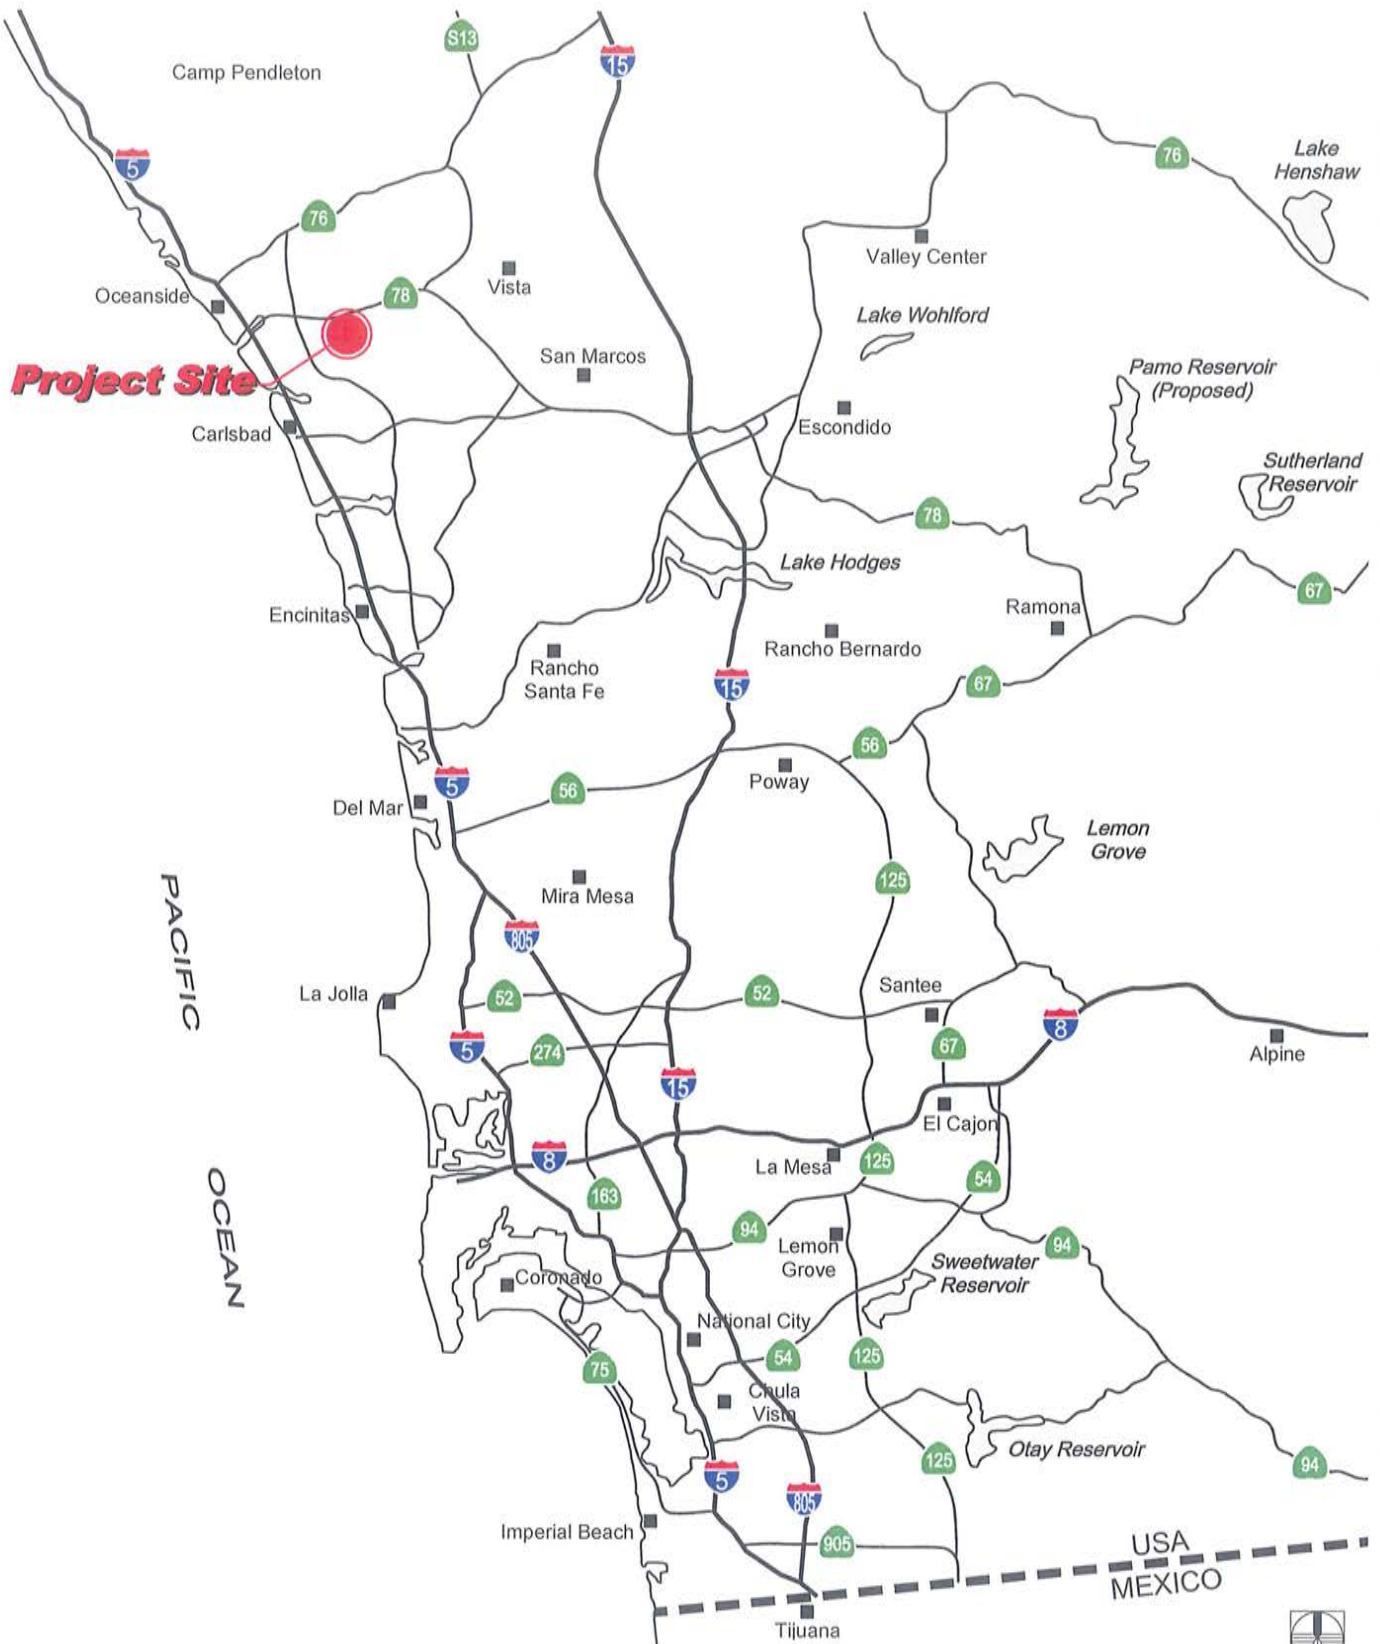 S13
15
Camp Pendleton
5
76
Lake
Henshaw
76
Valley Center
Vista
Oceanside
78
Lake Wohlford
Project Site
San Marcos
Pamo Reservoir
(Proposed)
Carlsbad
Escondido
Sutherland
Reservoir
78
Lake Hodges
67
Encinitas
Ramona
Rancho Bernardo
Rancho
Santa Fe
15
67
56
5
56
Poway
Del Mar
Lemon
Grove
Mira Mesa
125
PACIFIC
805
La Jolla
52
52
Santee
8
5
274
67
Alpine
15
El Cajon
8
La Mesa
125
54
163
OCEAN
94
Lemon
Grove
94
Sweetwater
Reservoir
Coronado
National City
54
125
75
Chula
Vista
Otay Reservoir
125
94
5
805
Imperial Beach
905
USA
MEXICO
Tijuana